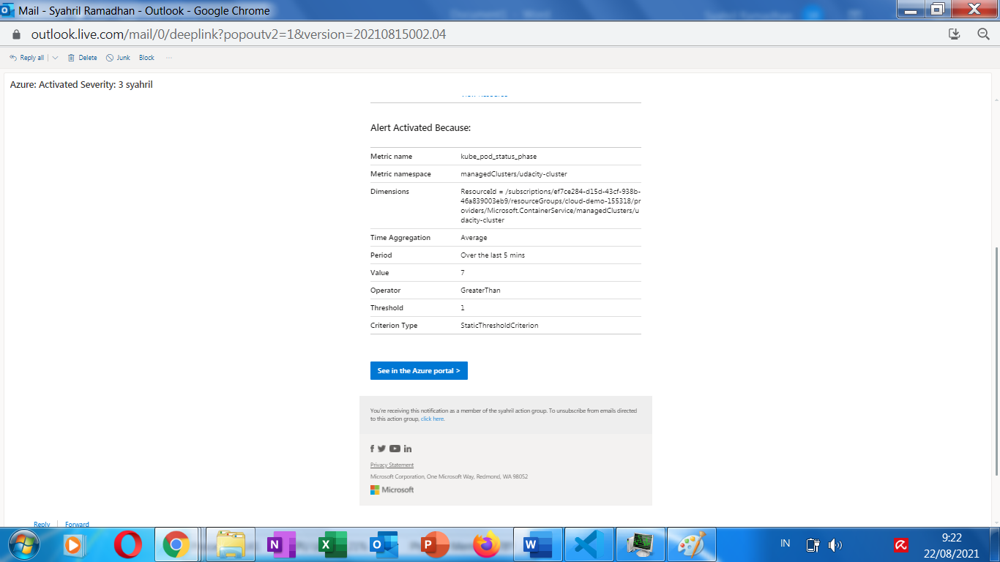 Mail - Syahril Ramadhan - Outlook - Google Chrome
outlook.live.com/mail/0/deeplink?popoutv2=1&version=20210815002.04
Reply all Delete Junk Block ...
Azure: Activated Severity: 3 syahril
Alert Activated Because:
Metric name kube_pod_status_phase
Metric namespace managedClusters/udacity-cluster
Dimensions ResourceId = /subscriptions/ef7ce284-d15d-43cf-938b-
46a839003eb9/resourceGroups/cloud-demo-155318/pr
oviders/Microsoft.ContainerService/managedClusters/u
dacity-cluster
Time Aggregation Average
Period Over the last 5 mins
Value 7
Operator GreaterThan
Threshold 1
Criterion Type StaticThresholdCriterion
See in the Azure portal >
You're receiving this notification as a member of the syahril action group. To unsubscribe from emails directed
to this action group, click here.
Privacy Statement
Microsoft Corporation, One Microsoft Way, Redmond, WA 98052
Microsoft
Reply Forward
IN
9:22
22/08/2021